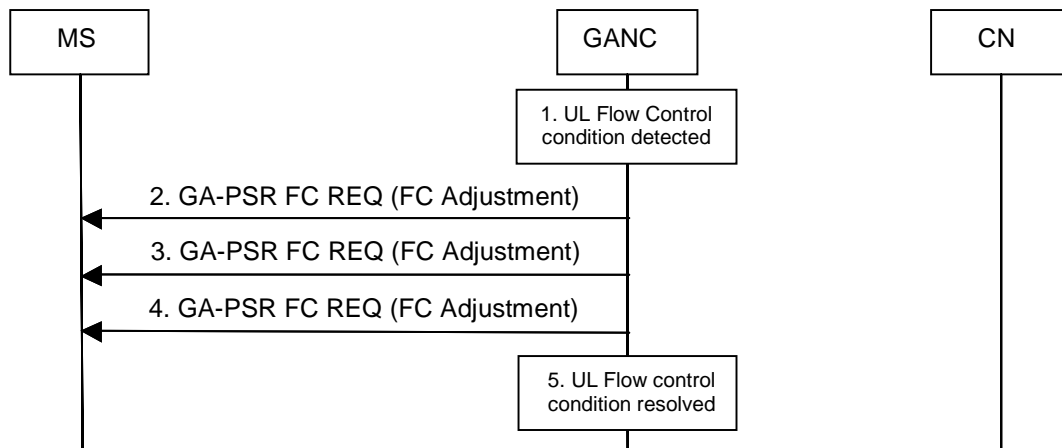 MS
GANC
CN
1. UL Flow Control
condition detected
2. GA-PSR FC REQ (FC Adjustment)
3. GA-PSR FC REQ (FC Adjustment)
4. GA-PSR FC REQ (FC Adjustment)
5. UL Flow control
condition resolved